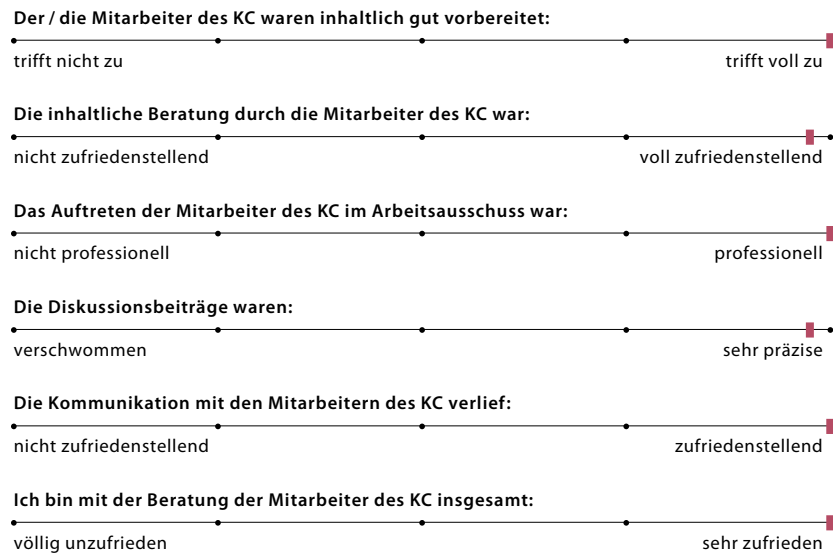 Der / die Mitarbeiter des KC waren inhaltlich gut vorbereitet:
trifft nicht zu trifft voll zu
Die inhaltliche Beratung durch die Mitarbeiter des KC war:
nicht zufriedenstellend voll zufriedenstellend
Das Auftreten der Mitarbeiter des KC im Arbeitsausschuss war:
nicht professionell professionell
Die Diskussionsbeiträge waren:
verschwommen sehr präzise
Die Kommunikation mit den Mitarbeitern des KC verlief:
nicht zufriedenstellend zufriedenstellend
Ich bin mit der Beratung der Mitarbeiter des KC insgesamt:
völlig unzufrieden sehr zufrieden